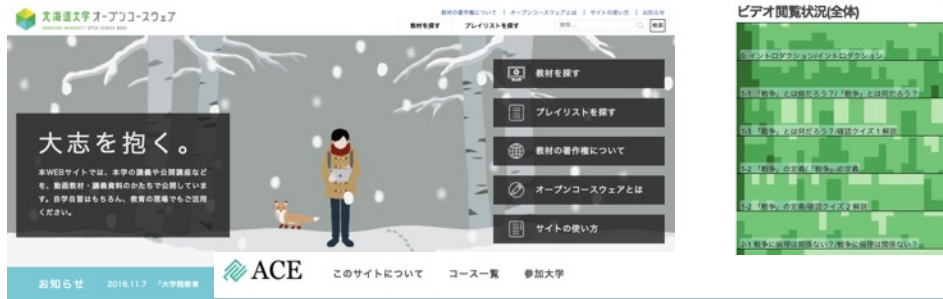 北海道大学 オープンコースウェア
HOKKAIDO UNIVERSITY OPEN COURSE WARE
教材の著作権について | オープンコースウェアとは | サイトの使い方 | お知らせ
教材を探す プレイリストを探す 検索... 検索
教材を探す
プレイリストを探す
教材の著作権について
オープンコースウェアとは
サイトの使い方
大志を抱く。
本WEBサイトでは、本学の講義や公開講座など
を、動画教材・講義資料のかたちで公開していま
す。自学自習はもちろん、教育の現場でもご活用
ください。
お知らせ 2016.11.7 「大学院教育
ACE このサイトについて コース一覧 参加大学
ビデオ閲覧状況(全体)
0. イントロダクション/イントロダクション
1-1 「戦争」とは何だろう?/「戦争」とは何だろう?
1-1 「戦争」とは何だろう?/確認クイズ 1 解説
1-2 「戦争」の定義/「戦争」の定義
1-2 「戦争」の定義/確認クイズ 2 解説
2-1 戦争に倫理は関係ない?/戦争に倫理は関係ない?